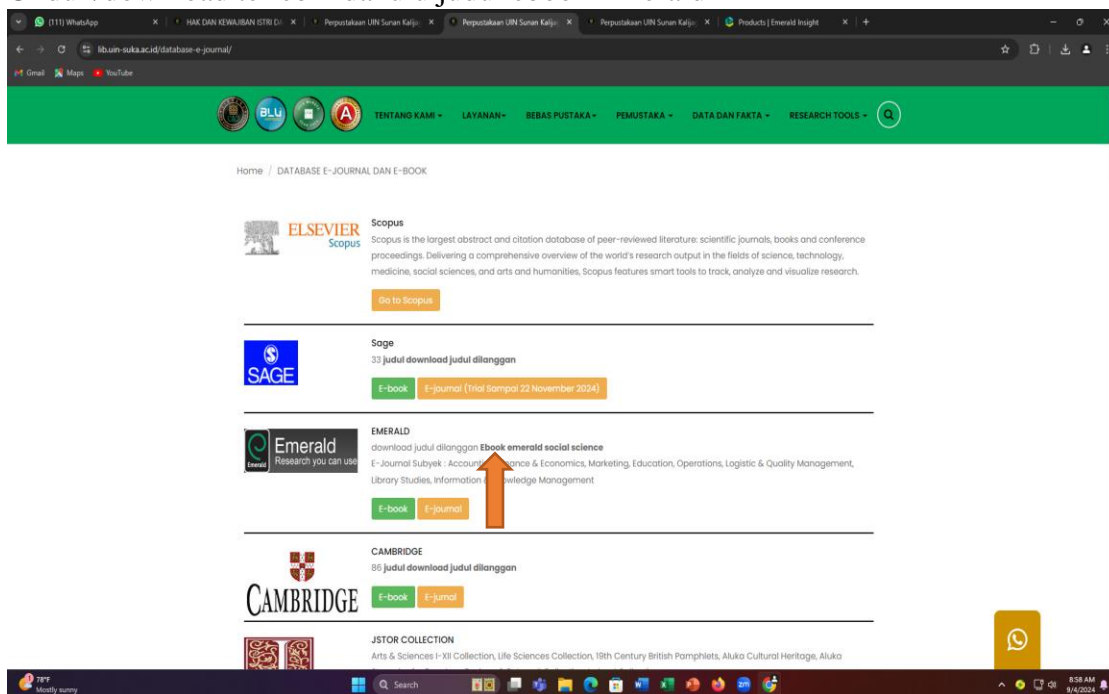 (111) WhatsApp
HAK DAN KEWAJIBAN ISTRI DA
Perpustakaan UIN Sunan Kalija
Perpustakaan UIN Sunan Kalija
Perpustakaan UIN Sunan Kalija
Products | Emerald Insight
lib.uin-suka.ac.id/database-e-journal/
Gmail Maps YouTube
BLU A TENTANG KAMI LAYANAN BEBAS PUSTAKA PEMUSTAKA DATA DAN FAKTA RESEARCH TOOLS
Home / DATABASE E-JOURNAL DAN E-BOOK
ELSEVIER
Scopus
Scopus
Scopus is the largest abstract and citation database of peer-reviewed literature: scientific journals, books and conference
proceedings. Delivering a comprehensive overview of the world's research output in the fields of science, technology,
medicine, social sciences, and arts and humanities, Scopus features smart tools to track, analyze and visualize research.
Go to Scopus
S
SAGE
Sage
33 judul download judul dilanggan
E-book E-journal (Trial Sampai 22 November 2024)
Emerald
Research you can use
Emerald
EMERALD
download judul dilanggan Ebook emerald social science
E-Journal Subyek : Accounting, Finance & Economics, Marketing, Education, Operations, Logistic & Quality Management,
Library Studies, Information & Knowledge Management
E-book E-journal
CAMBRIDGE
CAMBRIDGE
86 judul download judul dilanggan
E-book E-jurnal
JSTOR COLLECTION
Arts & Sciences I-XII Collection, Life Sciences Collection, 19th Century British Pamphlets, Aluka Cultural Heritage, Aluka
78°F
Mostly sunny
Search
8:58 AM
9/4/2024